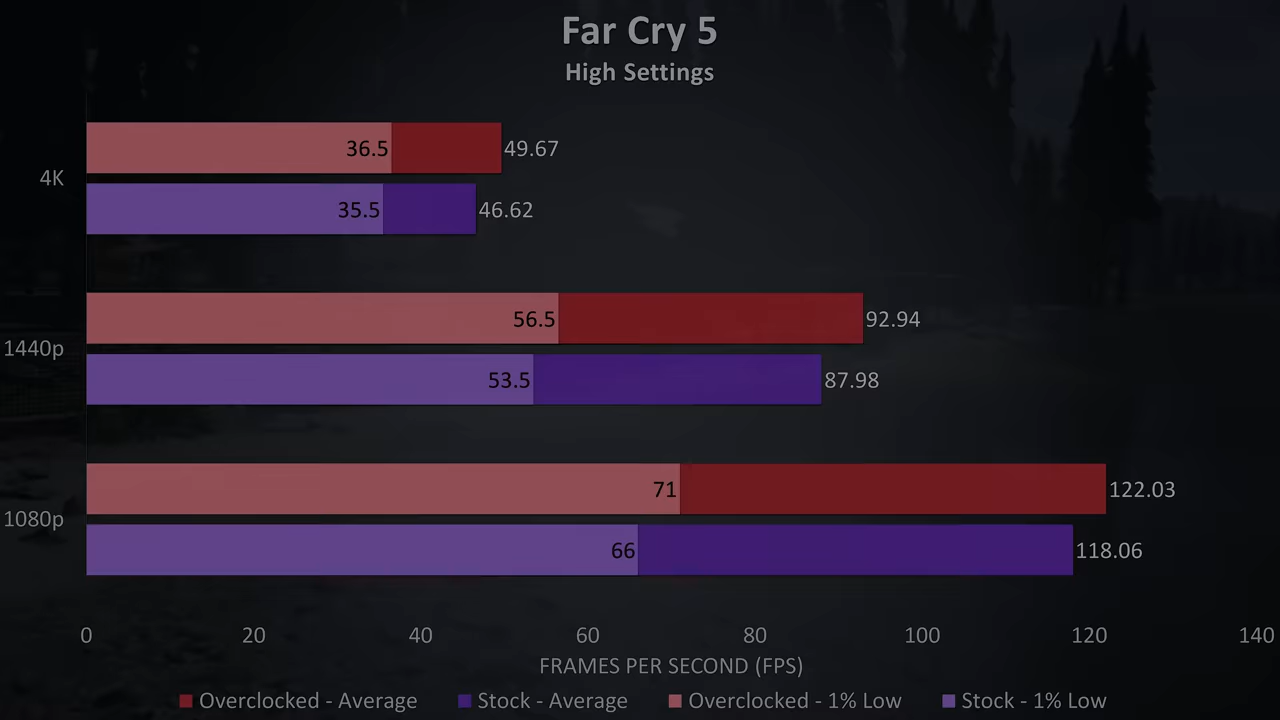 Far Cry 5
High Settings
4K
36.5 49.67
35.5 46.62
1440p
56.5 92.94
53.5 87.98
1080p
71 122.03
66 118.06
0 20 40 60 80 100 120 140
FRAMES PER SECOND (FPS)
Overclocked - Average Stock - Average Overclocked - 1% Low Stock - 1% Low